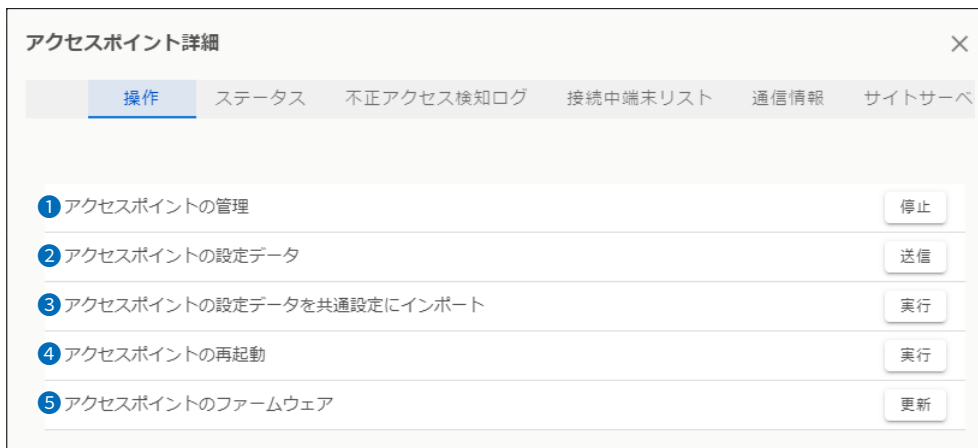 アクセスポイント詳細 ×
操作 ステータス 不正アクセス検知ログ 接続中端末リスト 通信情報 サイトサーベ
1 アクセスポイントの管理 停止
2 アクセスポイントの設定データ 送信
3 アクセスポイントの設定データを共通設定にインポート 実行
4 アクセスポイントの再起動 実行
5 アクセスポイントのファームウェア 更新